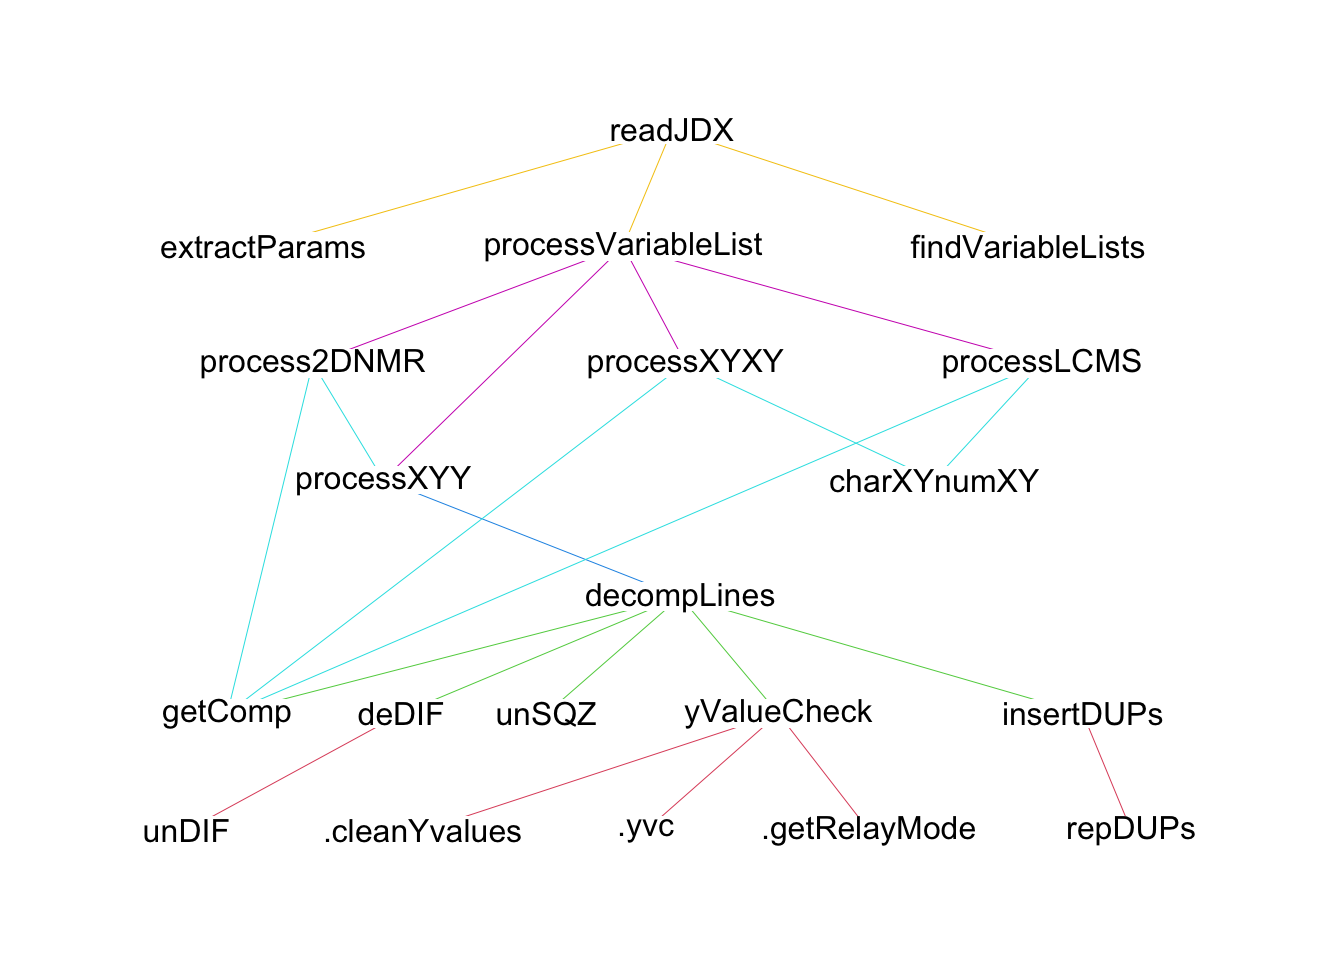 readJDX
extractParams processVariableList findVariableLists
process2DNMR processXYXY processLCMS
processXYY charXYnumXY
decompLines
getComp deDIF unSQZ yValueCheck insertDUPs
unDIF .cleanYvalues .yvc .getRelayMode repDUPs